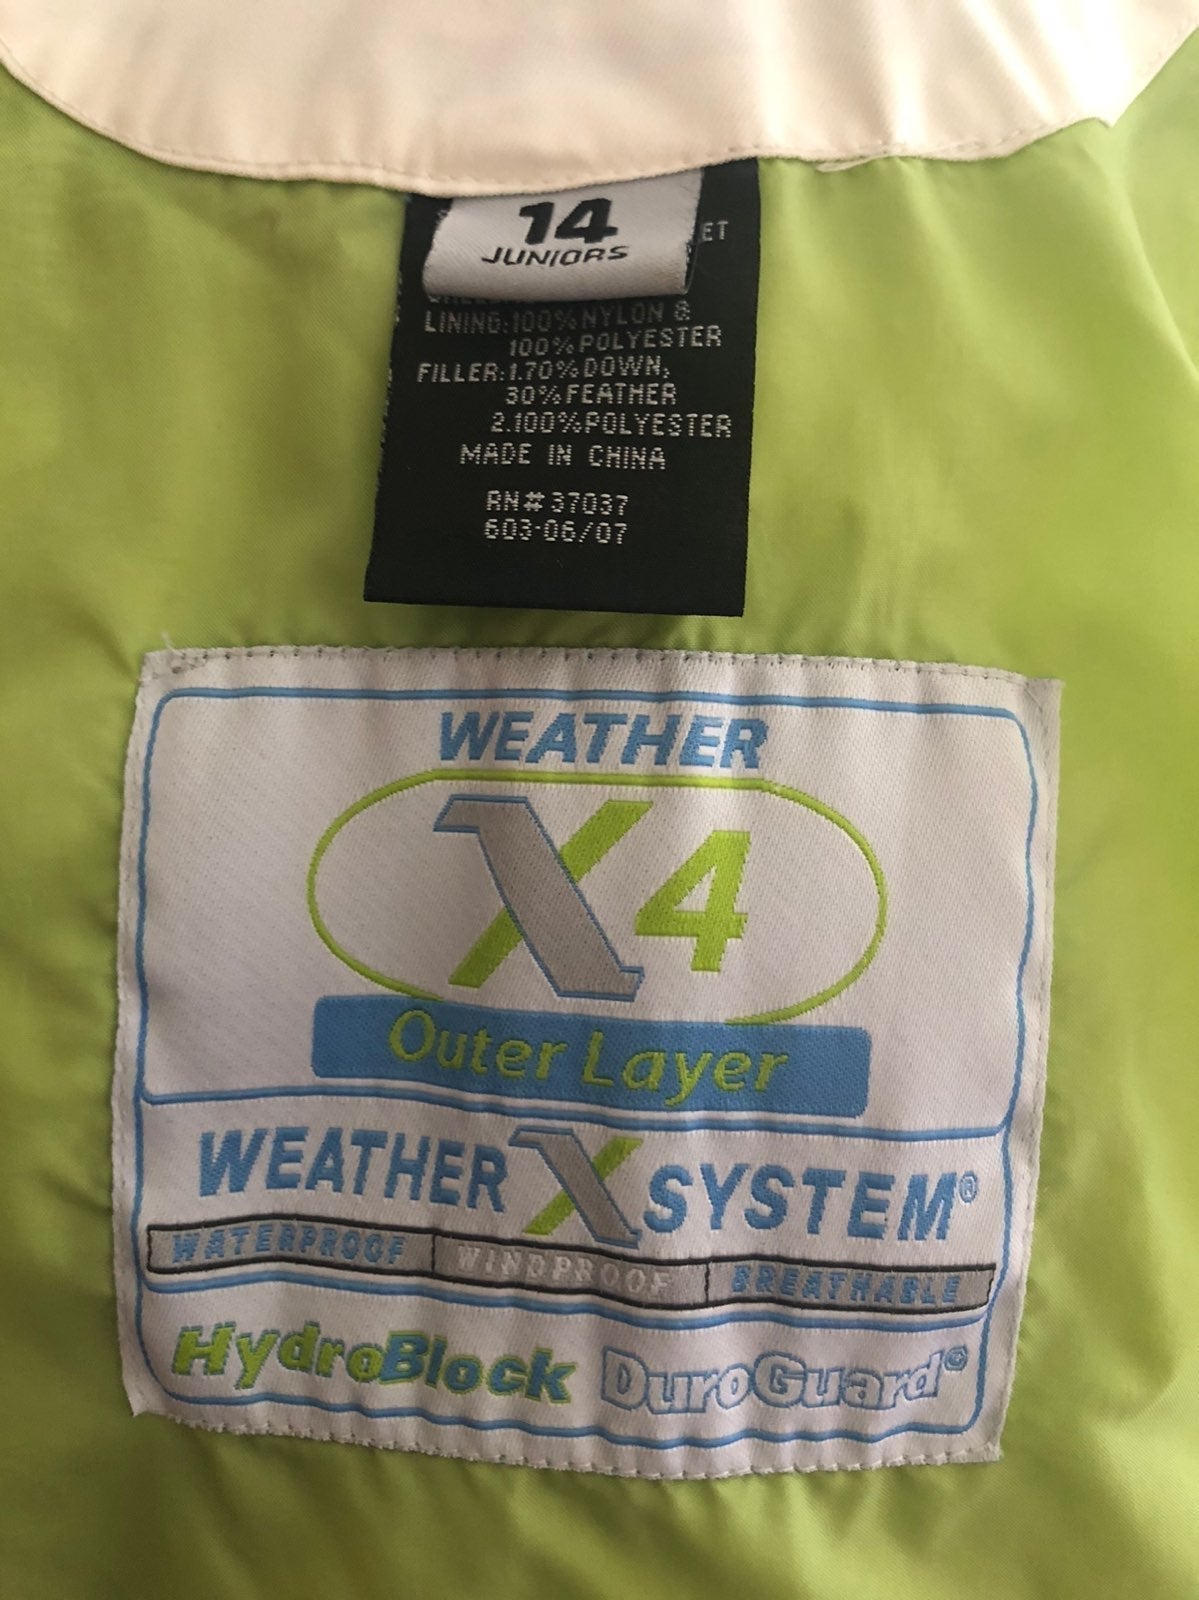 14
JUNIORS
ET
LINING:100%NYLON &
100%POLYESTER
FILLER:1.70%DOWN,
30%FEATHER
2.100%POLYESTER
MADE IN CHINA
RN#37037
603-06/07
WEATHER
X4
Outer Layer
WEATHER X SYSTEM®
WATERPROOF WINDPROOF BREATHABLE
HydroBlock DuroGuard©